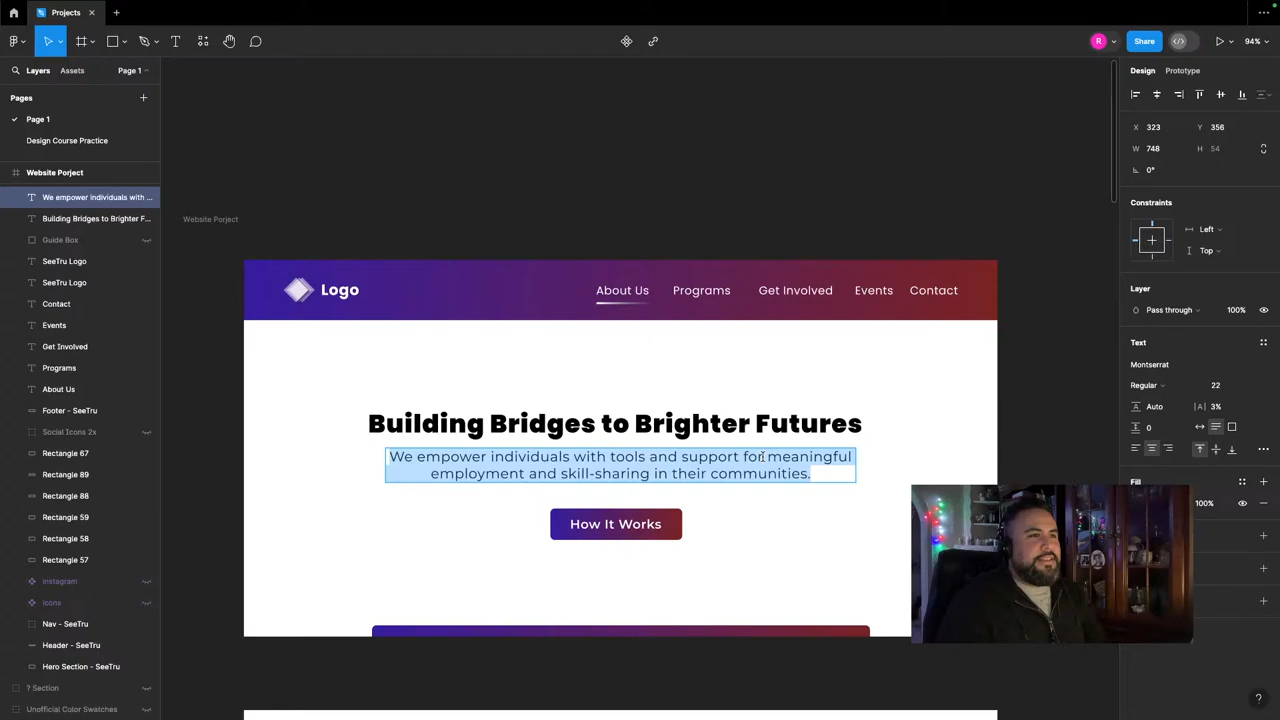 Projects
Share
94%
Layers
Assets
Page 1
Design
Prototype
Pages
Page 1
Design Course Practice
Website Porject
We empower individuals with ...
Building Bridges to Brighter F...
Guide Box
SeeTru Logo
SeeTru Logo
Contact
Events
Get Involved
Programs
About Us
Footer - SeeTru
Social Icons 2x
Rectangle 67
Rectangle 89
Rectangle 88
Rectangle 59
Rectangle 58
Rectangle 57
Instagram
Icons
Nav - SeeTru
Header - SeeTru
Hero Section - SeeTru
? Section
Unofficial Color Swatches
Website Porject
Logo
About Us
Programs
Get Involved
Events
Contact
Building Bridges to Brighter Futures
We empower individuals with tools and support for meaningful
employment and skill-sharing in their communities.
How It Works
X 323
Y 356
W 748
H 54
0°
Constraints
Left
Top
Layer
Pass through
100%
Text
Montserrat
Regular
22
A Auto
|A| 3%
0
Fill
100%
R
?